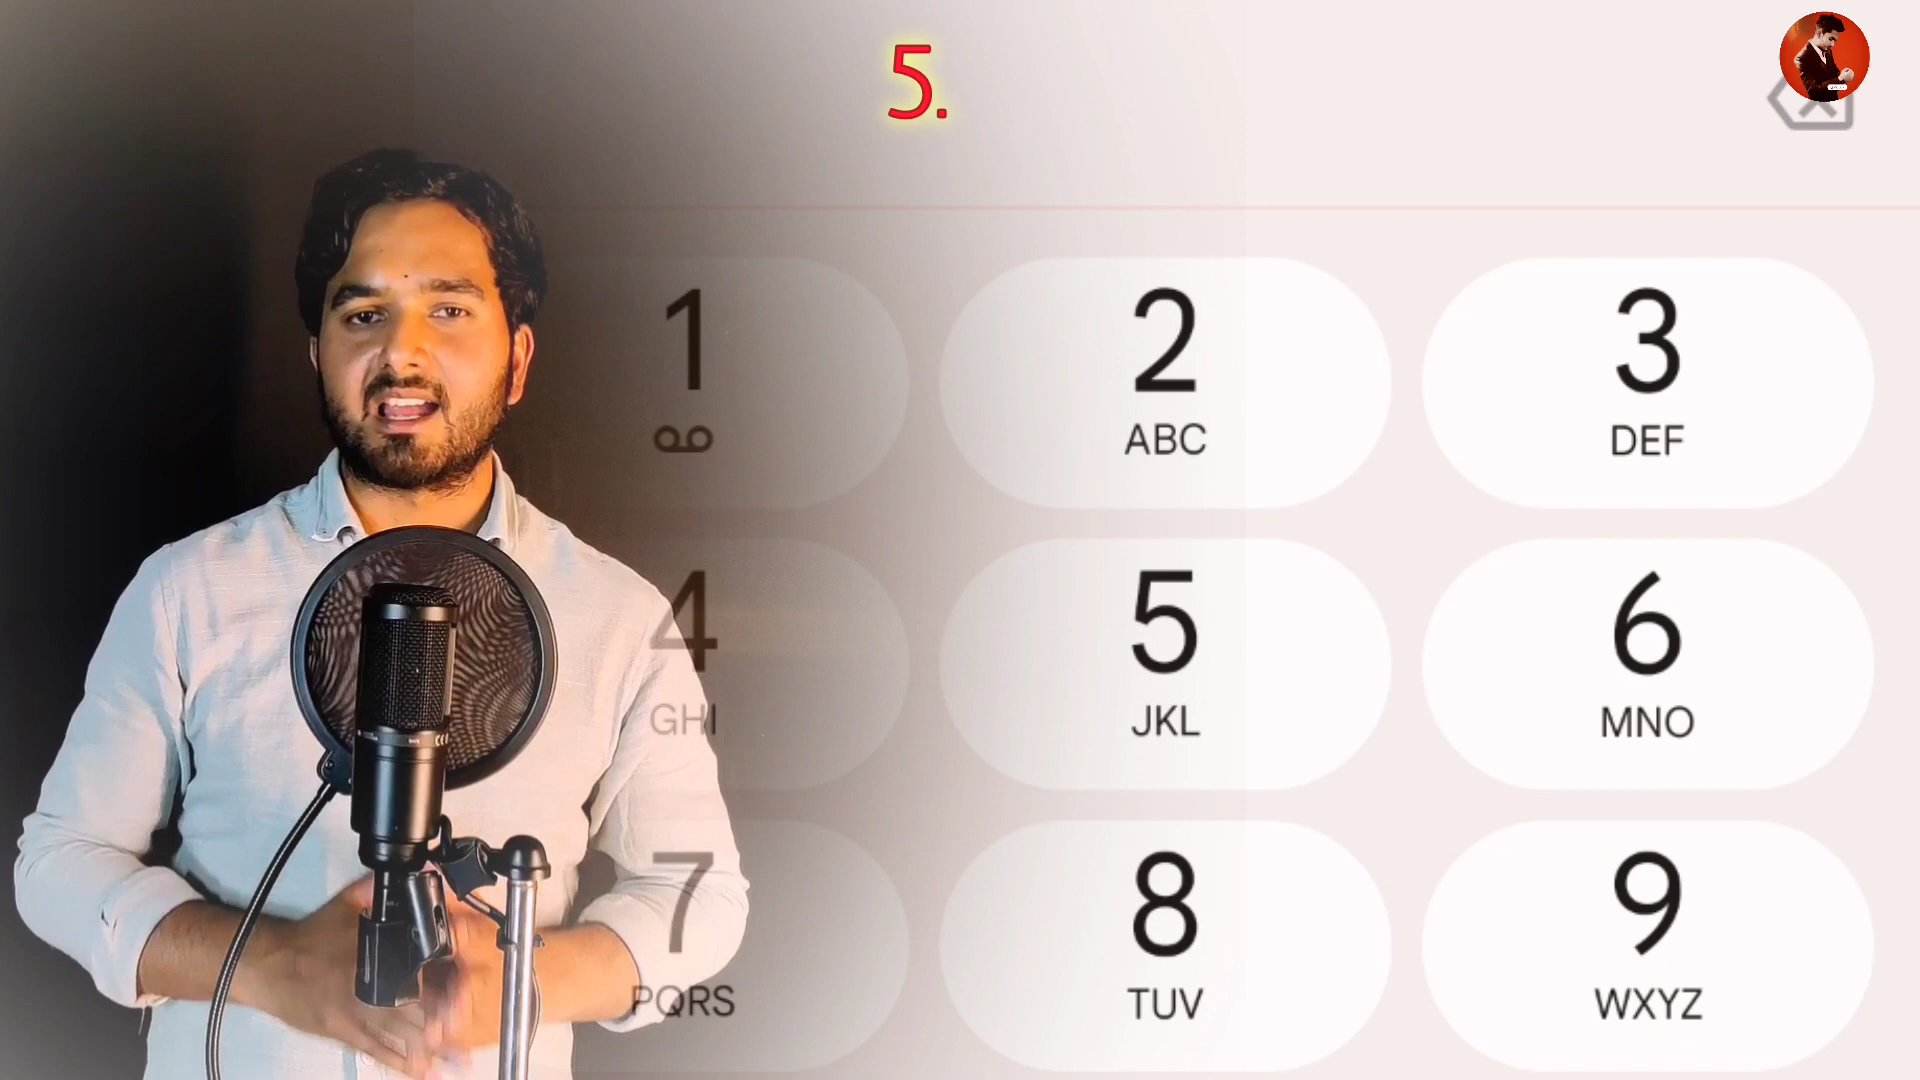 5.
1 2 3
ABC DEF
4 5 6
GHI JKL MNO
7 8 9
PQRS TUV WXYZ